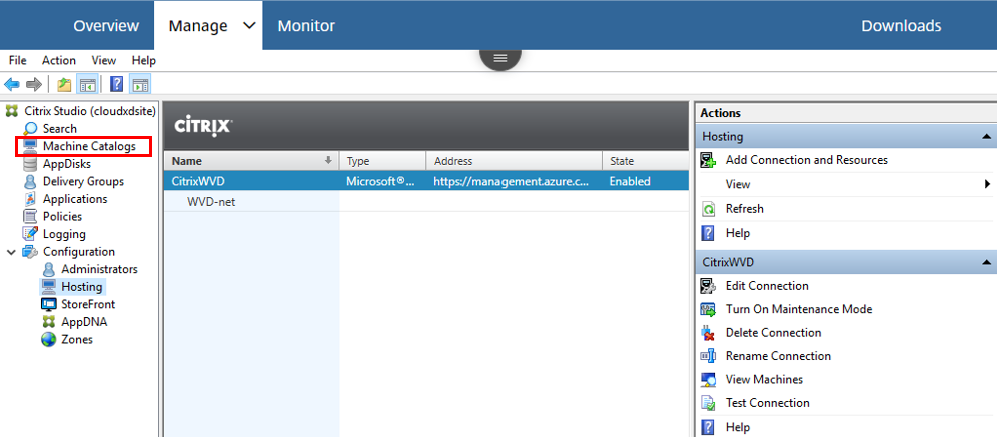 Overview Manage Monitor Downloads
File Action View Help
Citrix Studio (cloudxdsite)
Search
Machine Catalogs
AppDisks
Delivery Groups
Applications
Policies
Logging
Configuration
Administrators
Hosting
StoreFront
AppDNA
Zones
CİTRIX
Name Type Address State
CitrixWVD Microsoft®... https://management.azure.c... Enabled
WVD-net
Actions
Hosting
Add Connection and Resources
View
Refresh
Help
CitrixWVD
Edit Connection
Turn On Maintenance Mode
Delete Connection
Rename Connection
View Machines
Test Connection
Help